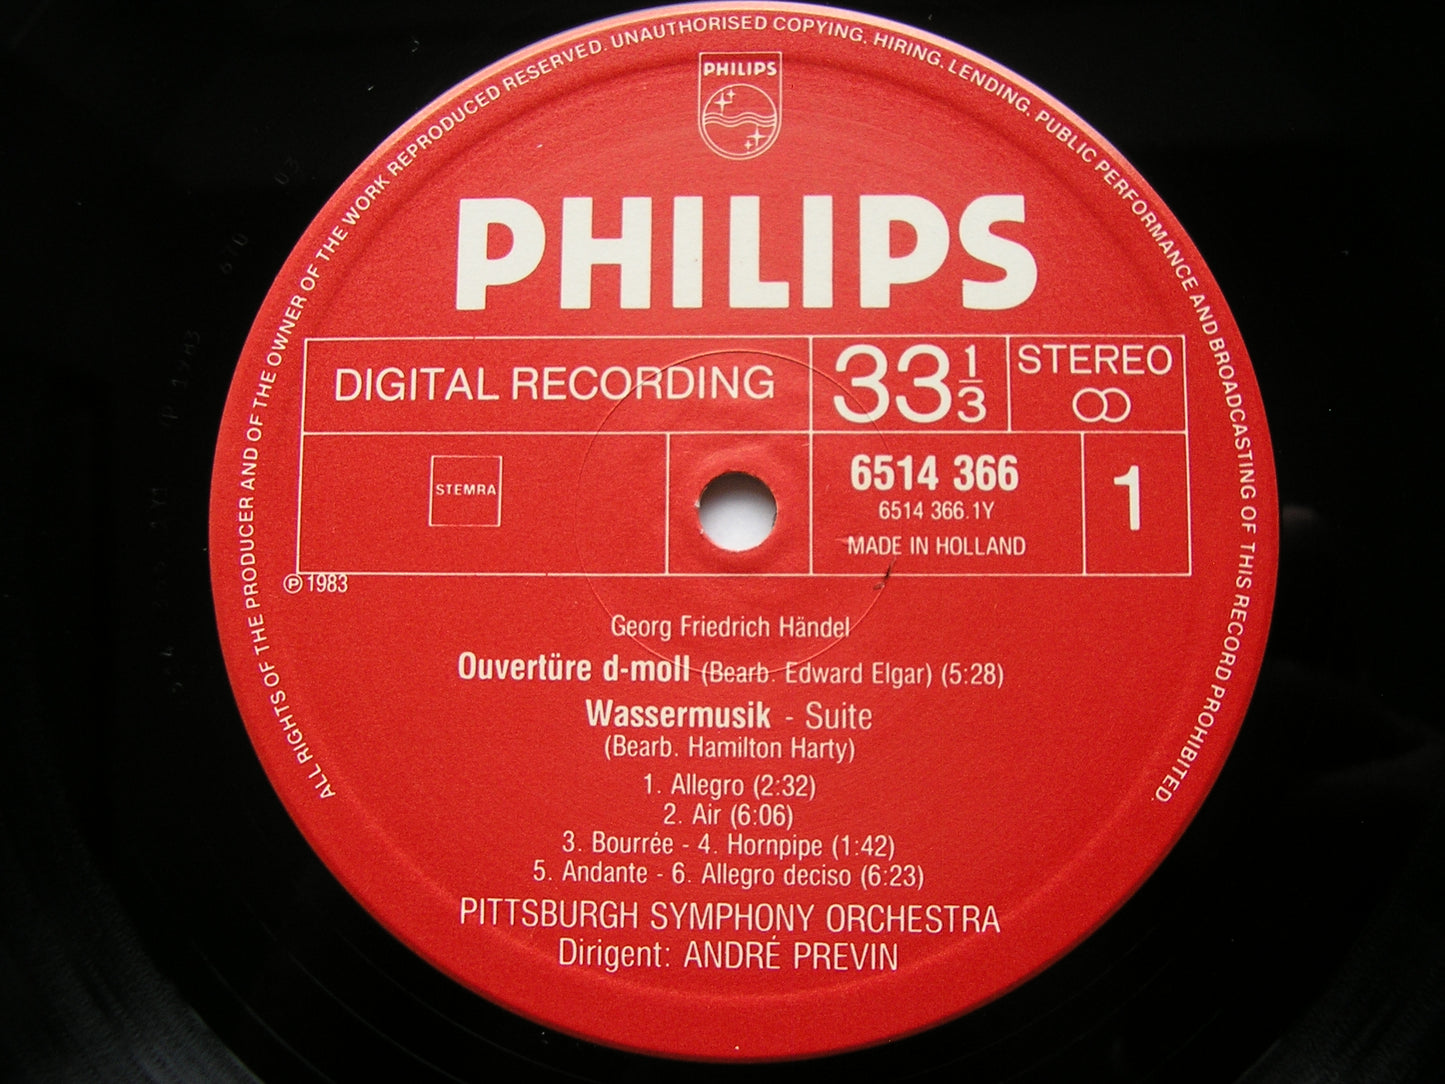 ALL RIGHTS OF THE PRODUCER AND OF THE OWNER OF THE WORK REPRODUCED RESERVED. UNAUTHORISED COPYING, HIRING, LENDING, PUBLIC PERFORMANCE AND BROADCASTING OF THIS RECORD PROHIBITED.
PHILIPS
PHILIPS
DIGITAL RECORDING
33 1/3
STEREO
STEMRA
6514 366
6514 366.1Y
MADE IN HOLLAND
1
℗ 1983
Georg Friedrich Händel
Ouvertüre d-moll (Bearb. Edward Elgar) (5:28)
Wassermusik - Suite
(Bearb. Hamilton Harty)
1. Allegro (2:32)
2. Air (6:06)
3. Bourrée - 4. Hornpipe (1:42)
5. Andante - 6. Allegro deciso (6:23)
PITTSBURGH SYMPHONY ORCHESTRA
Dirigent: ANDRÉ PREVIN